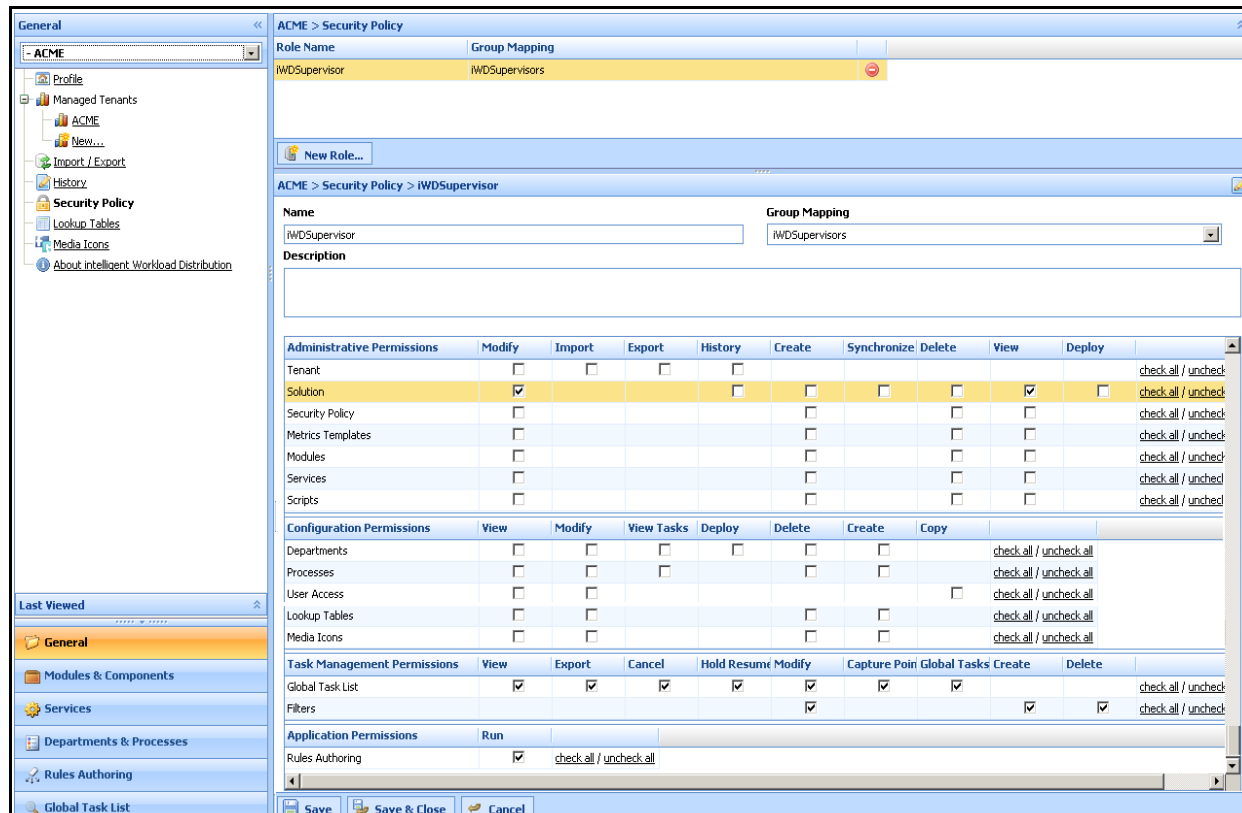 General
- ACME
Profile
Managed Tenants
ACME
New...
Import / Export
History
Security Policy
Lookup Tables
Media Icons
About intelligent Workload Distribution
Last Viewed
General
Modules & Components
Services
Departments & Processes
Rules Authoring
Global Task List
ACME > Security Policy
Role Name Group Mapping
iWDSupervisor iWDSupervisors
New Role...
ACME > Security Policy > iWDSupervisor
Name Group Mapping
iWDSupervisor iWDSupervisors
Description
Administrative Permissions Modify Import Export History Create Synchronize Delete View Deploy
Tenant check all / uncheck
Solution check all / uncheck
Security Policy check all / uncheck
Metrics Templates check all / uncheck
Modules check all / uncheck
Services check all / uncheck
Scripts check all / uncheck
Configuration Permissions View Modify View Tasks Deploy Delete Create Copy
Departments check all / uncheck all
Processes check all / uncheck all
User Access check all / uncheck all
Lookup Tables check all / uncheck all
Media Icons check all / uncheck all
Task Management Permissions View Export Cancel Hold Resume Modify Capture Poin Global Tasks Create Delete
Global Task List check all / uncheck
Filters check all / uncheck
Application Permissions Run
Rules Authoring check all / uncheck all
Save Save & Close Cancel